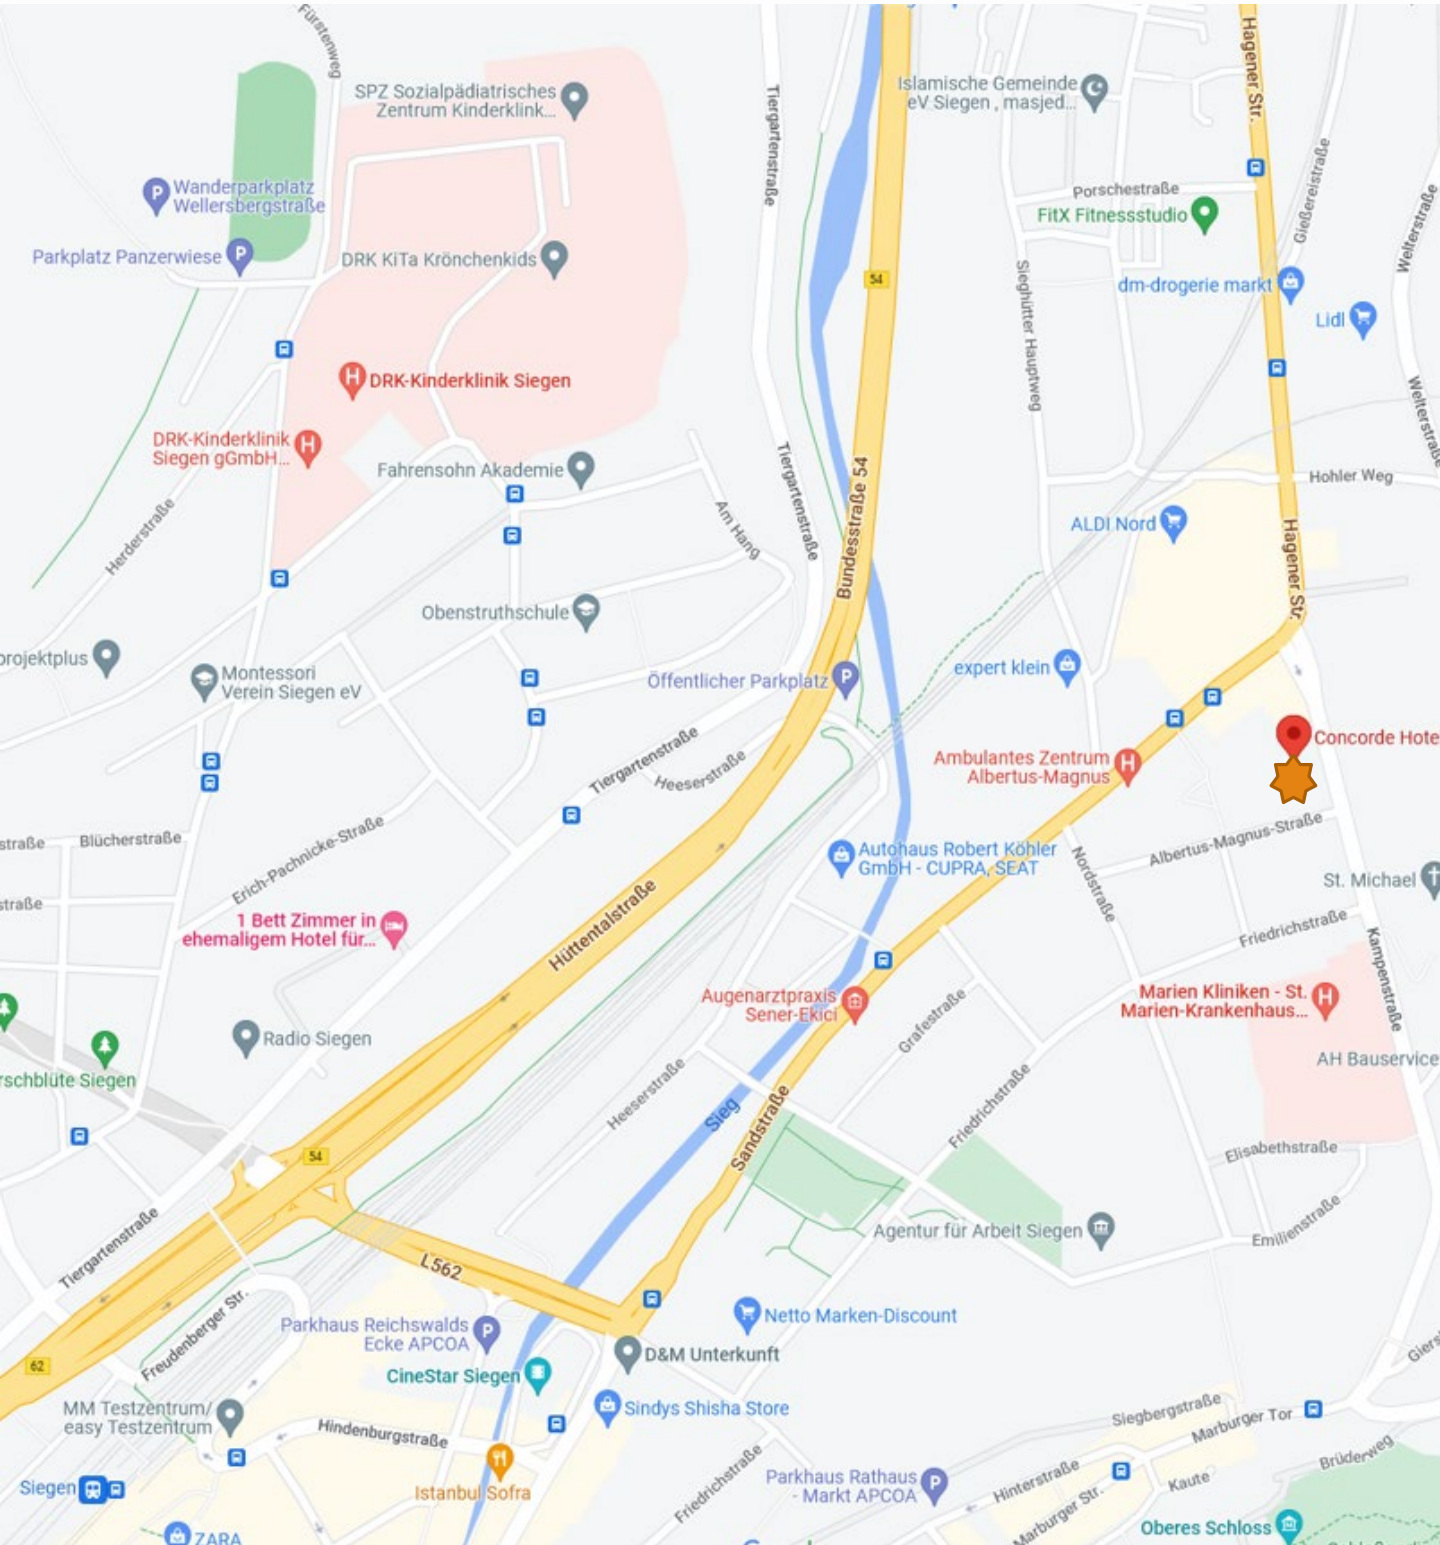 Fürstenweg
SPZ Sozialpädiatrisches
Zentrum Kinderklink...
Tiergartenstraße
Islamische Gemeinde
eV Siegen , masjed...
Hagener Str.
Gießereistraße
Welterstraße
P
Wanderparkplatz
Wellersbergstraße
Porschestraße
FitX Fitnessstudio
Parkplatz Panzerwiese
P
DRK KiTa Krönchenkids
54
dm-drogerie markt
Lidl
Sieghütter Hauptweg
H
DRK-Kinderklinik Siegen
Welterstraße
DRK-Kinderklinik
Siegen gGmbH...
H
Fahrensohn Akademie
Tiergartenstraße
Hohler Weg
Herderstraße
Am Hang
Bundesstraße 54
ALDI Nord
Hagener Str.
Obenstruthschule
projektplus
Montessori
Verein Siegen eV
Öffentlicher Parkplatz
P
expert klein
Tiergartenstraße
Heeserstraße
Ambulantes Zentrum
Albertus-Magnus
H
Concorde Hote
straße
Blücherstraße
Erich-Pachnicke-Straße
Autohaus Robert Köhler
GmbH - CUPRA, SEAT
Albertus-Magnus-Straße
Nordstraße
St. Michael
straße
1 Bett Zimmer in
ehemaligem Hotel für...
Hüttentalstraße
Friedrichstraße
Kampenstraße
Augenarztpraxis
Sener-Ekici
Marien Kliniken - St.
Marien-Krankenhaus...
H
Grafestraße
Radio Siegen
AH Bauservice
rschblüte Siegen
Heeserstraße
Sieg
Sandstraße
Friedrichstraße
54
Elisabethstraße
Tiergartenstraße
L562
Agentur für Arbeit Siegen
Emilienstraße
Freudenberger Str.
Parkhaus Reichswalds
Ecke APCOA
P
Netto Marken-Discount
62
D&M Unterkunft
CineStar Siegen
MM Testzentrum/
easy Testzentrum
Sindys Shisha Store
Siegbergstraße
Marburger Tor
Hindenburgstraße
Brüderweg
Friedrichstraße
Siegen
Istanbul Sofra
Parkhaus Rathaus
- Markt APCOA
P
Hinterstraße
Marburger Str.
Kaute
ZARA
Oberes Schloss